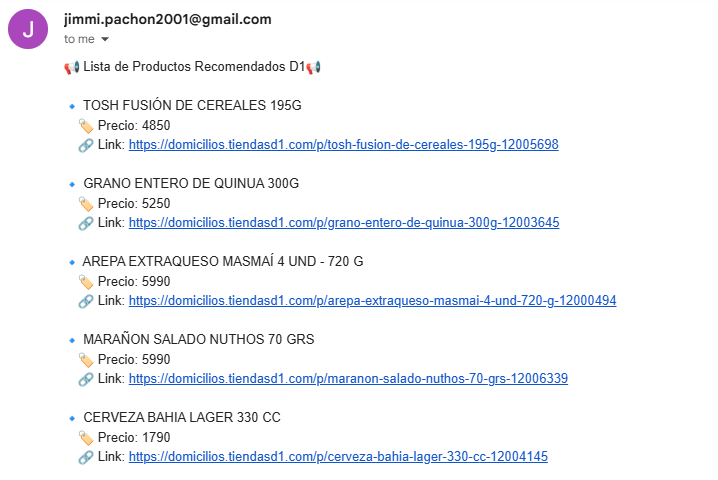 J
jimmi.pachon2001@gmail.com
to me
📢 Lista de Productos Recomendados D1📢
🔹 TOSH FUSIÓN DE CEREALES 195G
🏷️ Precio: 4850
🔗 Link: https://domicilios.tiendasd1.com/p/tosh-fusion-de-cereales-195g-12005698
🔹 GRANO ENTERO DE QUINUA 300G
🏷️ Precio: 5250
🔗 Link: https://domicilios.tiendasd1.com/p/grano-entero-de-quinua-300g-12003645
🔹 AREPA EXTRAQUESO MASMAÍ 4 UND - 720 G
🏷️ Precio: 5990
🔗 Link: https://domicilios.tiendasd1.com/p/arepa-extraqueso-masmai-4-und-720-g-12000494
🔹 MARAÑON SALADO NUTHOS 70 GRS
🏷️ Precio: 5990
🔗 Link: https://domicilios.tiendasd1.com/p/maranon-salado-nuthos-70-grs-12006339
🔹 CERVEZA BAHIA LAGER 330 CC
🏷️ Precio: 1790
🔗 Link: https://domicilios.tiendasd1.com/p/cerveza-bahia-lager-330-cc-12004145